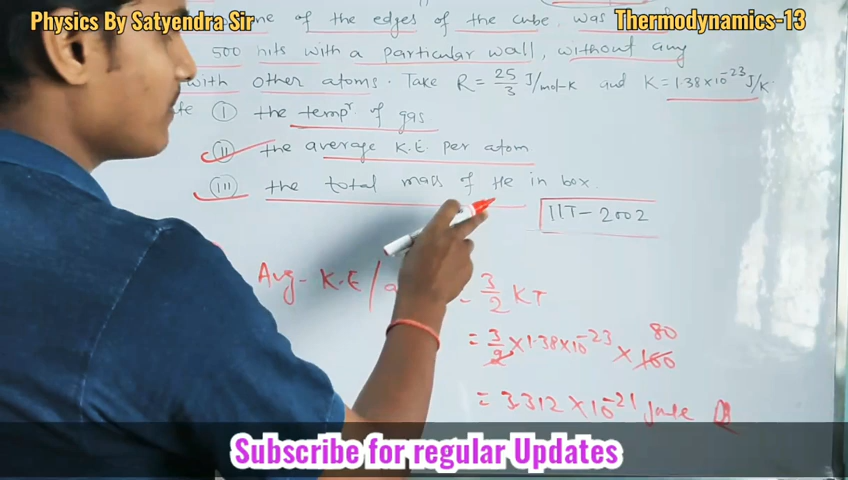 Physics By Satyendra Sir
Thermodynamics-13
of the edges of the cube. was
500 hits with a particular wall, without any
with other atoms. Take R = 25/3 J/mol-K and K = 1.38×10⁻²³ J/K.
(i) the tempr of gas
(ii) the average K.E. per atom
(iii) the total mass of He in box.
IIT-2002
Avg. K.E/ = 3/2 KT
= 3/2 × 1.38×10⁻²³ × 160 80
= 3.312 × 10⁻²¹ Joule
Subscribe for regular Updates